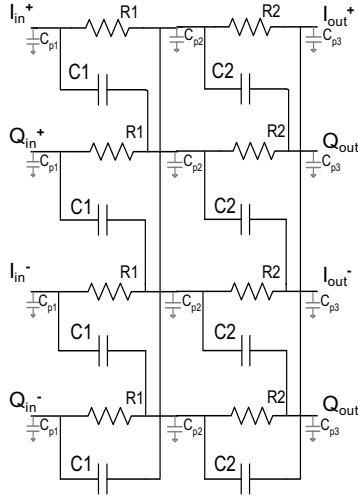 Iin+ R1 R2 Iout+
Cp1 Cp2 Cp3
C1 C2
Qin+ R1 R2 Qout
Cp1 Cp2 Cp3
C1 C2
Iin- R1 R2 Iout-
Cp1 Cp2 Cp3
C1 C2
Qin- R1 R2 Qout
Cp1 Cp2 Cp3
C1 C2